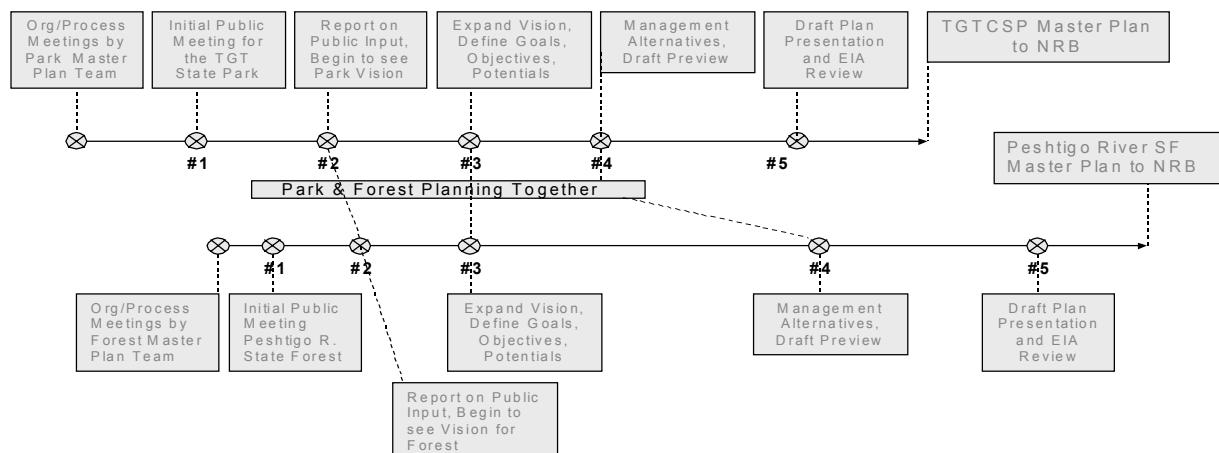 Org/Process
Meetings by
Park Master
Plan Team
Initial Public
Meeting for
the TGT
State Park
Report on
Public Input,
Begin to see
Park Vision
Expand Vision,
Define Goals,
Objectives,
Potentials
Management
Alternatives,
Draft Preview
Draft Plan
Presentation
and EIA
Review
TGTCSP Master Plan
to NRB
#1
#2
#3
#4
#5
Peshtigo River SF
Master Plan to NRB
Park & Forest Planning Together
#1
#2
#3
#4
#5
Org/Process
Meetings by
Forest Master
Plan Team
Initial Public
Meeting
Peshtigo R.
State Forest
Expand Vision,
Define Goals,
Objectives,
Potentials
Management
Alternatives,
Draft Preview
Draft Plan
Presentation
and EIA
Review
Report on Public
Input, Begin to
see Vision for
Forest